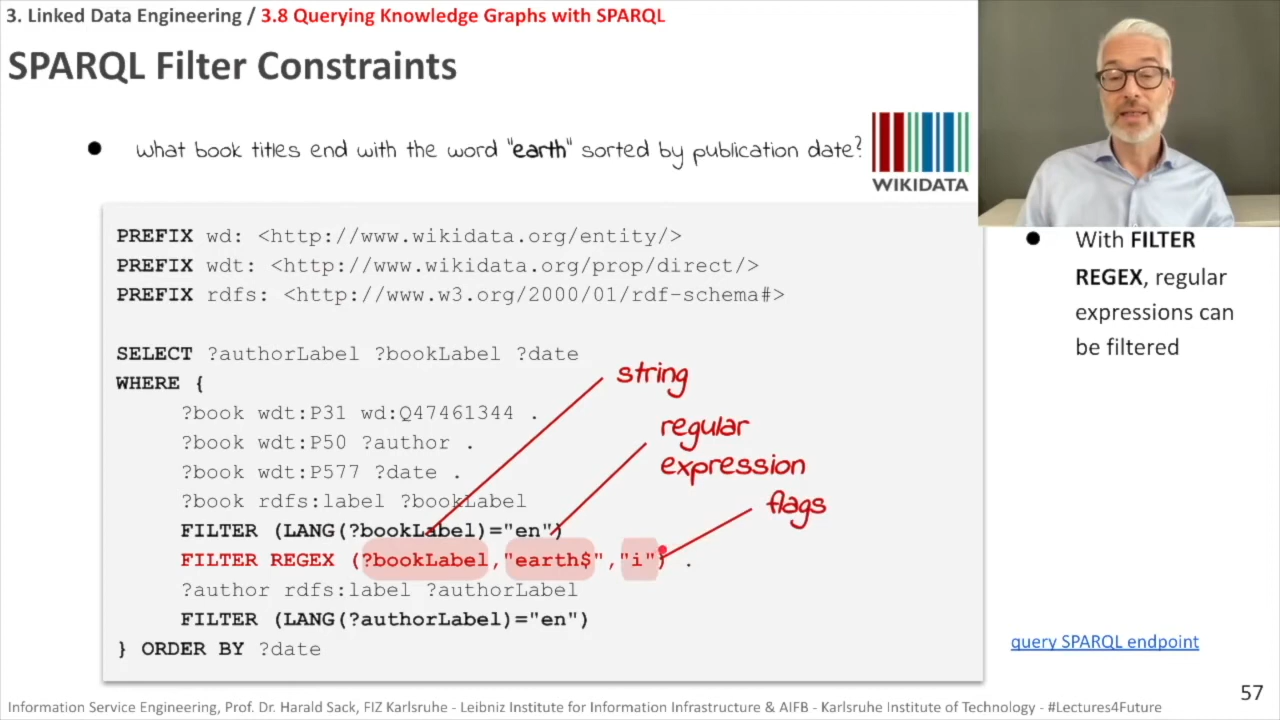 3. Linked Data Engineering / 3.8 Querying Knowledge Graphs with SPARQL
SPARQL Filter Constraints
● what book titles end with the word "earth" sorted by publication date?
WIKIDATA
PREFIX wd: <http://www.wikidata.org/entity/>
PREFIX wdt: <http://www.wikidata.org/prop/direct/>
PREFIX rdfs: <http://www.w3.org/2000/01/rdf-schema#>
SELECT ?authorLabel ?bookLabel ?date
WHERE {
?book wdt:P31 wd:Q47461344 .
?book wdt:P50 ?author .
?book wdt:P577 ?date .
?book rdfs:label ?bookLabel
FILTER (LANG(?bookLabel)="en")
FILTER REGEX (?bookLabel,"earth$","i") .
?author rdfs:label ?authorLabel
FILTER (LANG(?authorLabel)="en")
} ORDER BY ?date
string
regular
expression
flags
● With FILTER
REGEX, regular
expressions can
be filtered
query SPARQL endpoint
57
Information Service Engineering, Prof. Dr. Harald Sack, FIZ Karlsruhe - Leibniz Institute for Information Infrastructure & AIFB - Karlsruhe Institute of Technology - #Lectures4Future